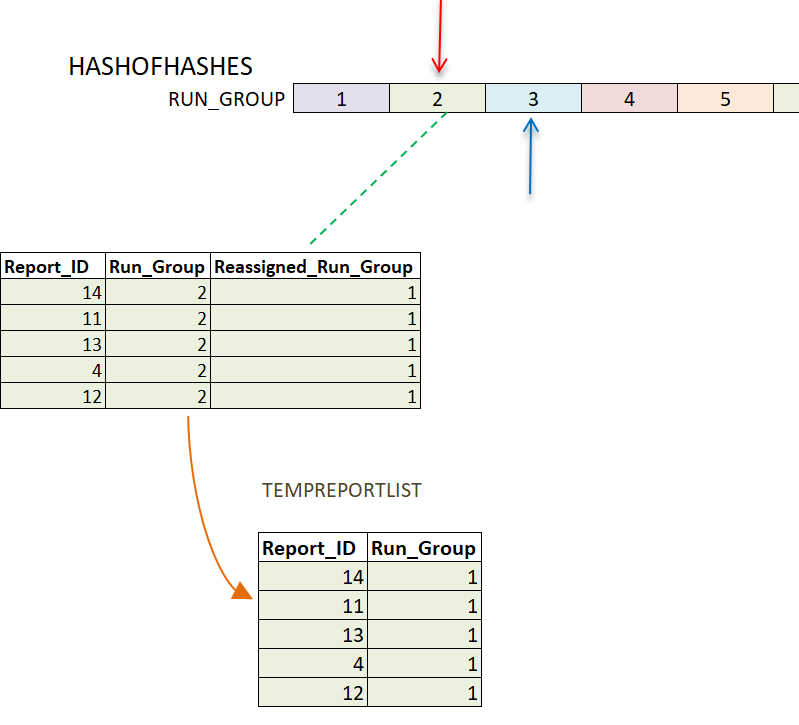 HASHOFHASHES
RUN_GROUP 1 2 3 4 5
Report_ID Run_Group Reassigned_Run_Group
14 2 1
11 2 1
13 2 1
4 2 1
12 2 1
TEMPREPORTLIST
Report_ID Run_Group
14 1
11 1
13 1
4 1
12 1